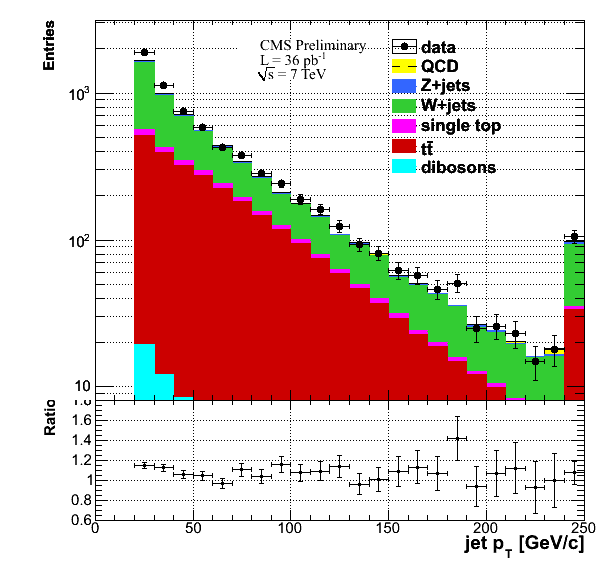 Entries
CMS Preliminary
L = 36 pb⁻¹
√s = 7 TeV
data
QCD
Z+jets
W+jets
single top
tt̄
dibosons
10³
10²
10
Ratio
1.8
1.6
1.4
1.2
1
0.8
0.6
0 50 100 150 200 250
jet p_T [GeV/c]